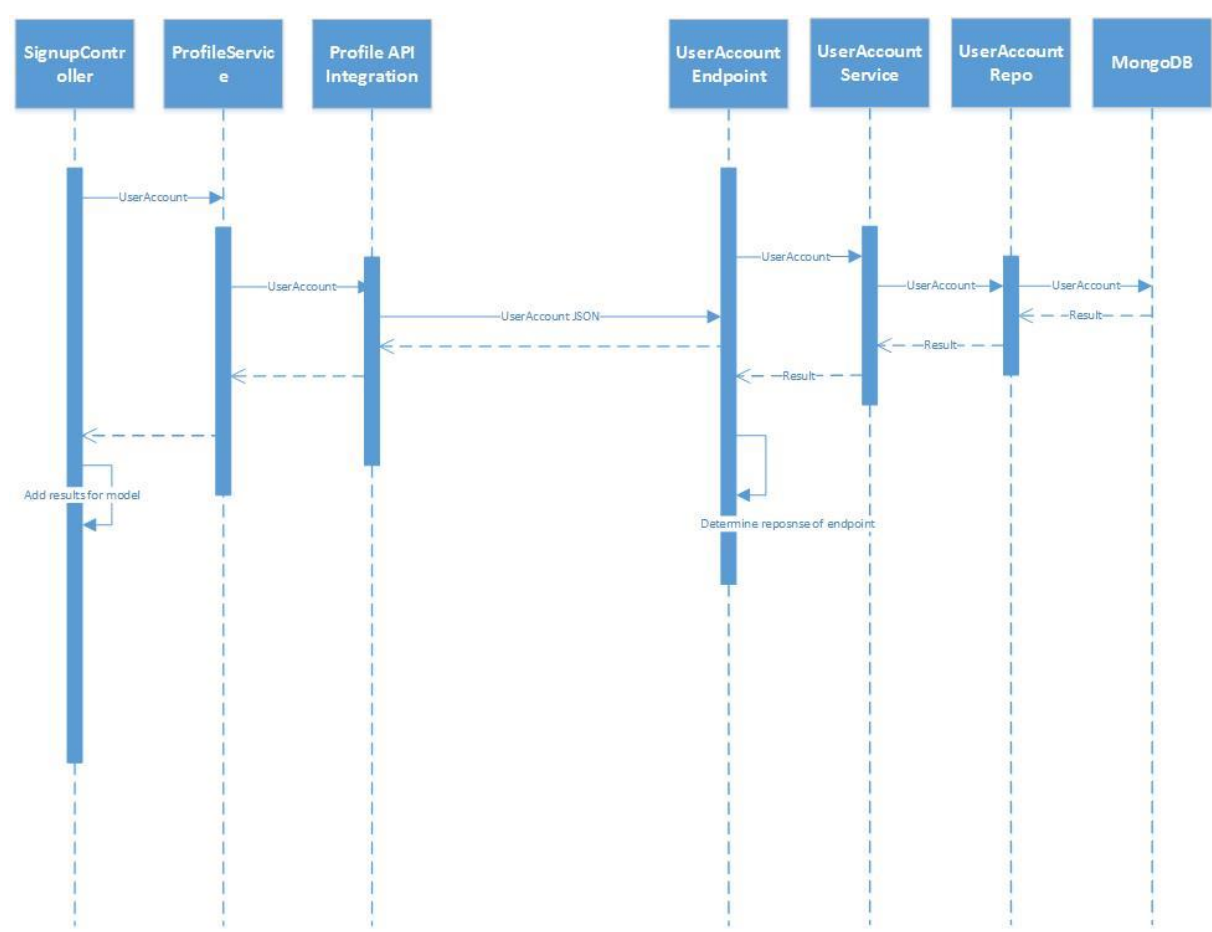 SignupContr
oller
ProfileServic
e
Profile API
Integration
UserAccount
Endpoint
UserAccount
Service
UserAccount
Repo
MongoDB
UserAccount
UserAccount
UserAccount
UserAccount
UserAccount
UserAccount JSON
Result
Result
Result
Add results for model
Determine reposnse of endpoint